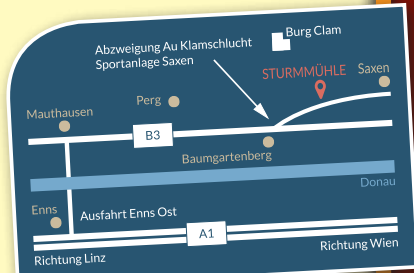 Burg Clam
Abzweigung Au Klamschlucht
Sportanlage Saxen
STURMMÜHLE
Saxen
Perg
Mauthausen
B3
Baumgartenberg
Donau
Enns
Ausfahrt Enns Ost
A1
Richtung Wien
Richtung Linz